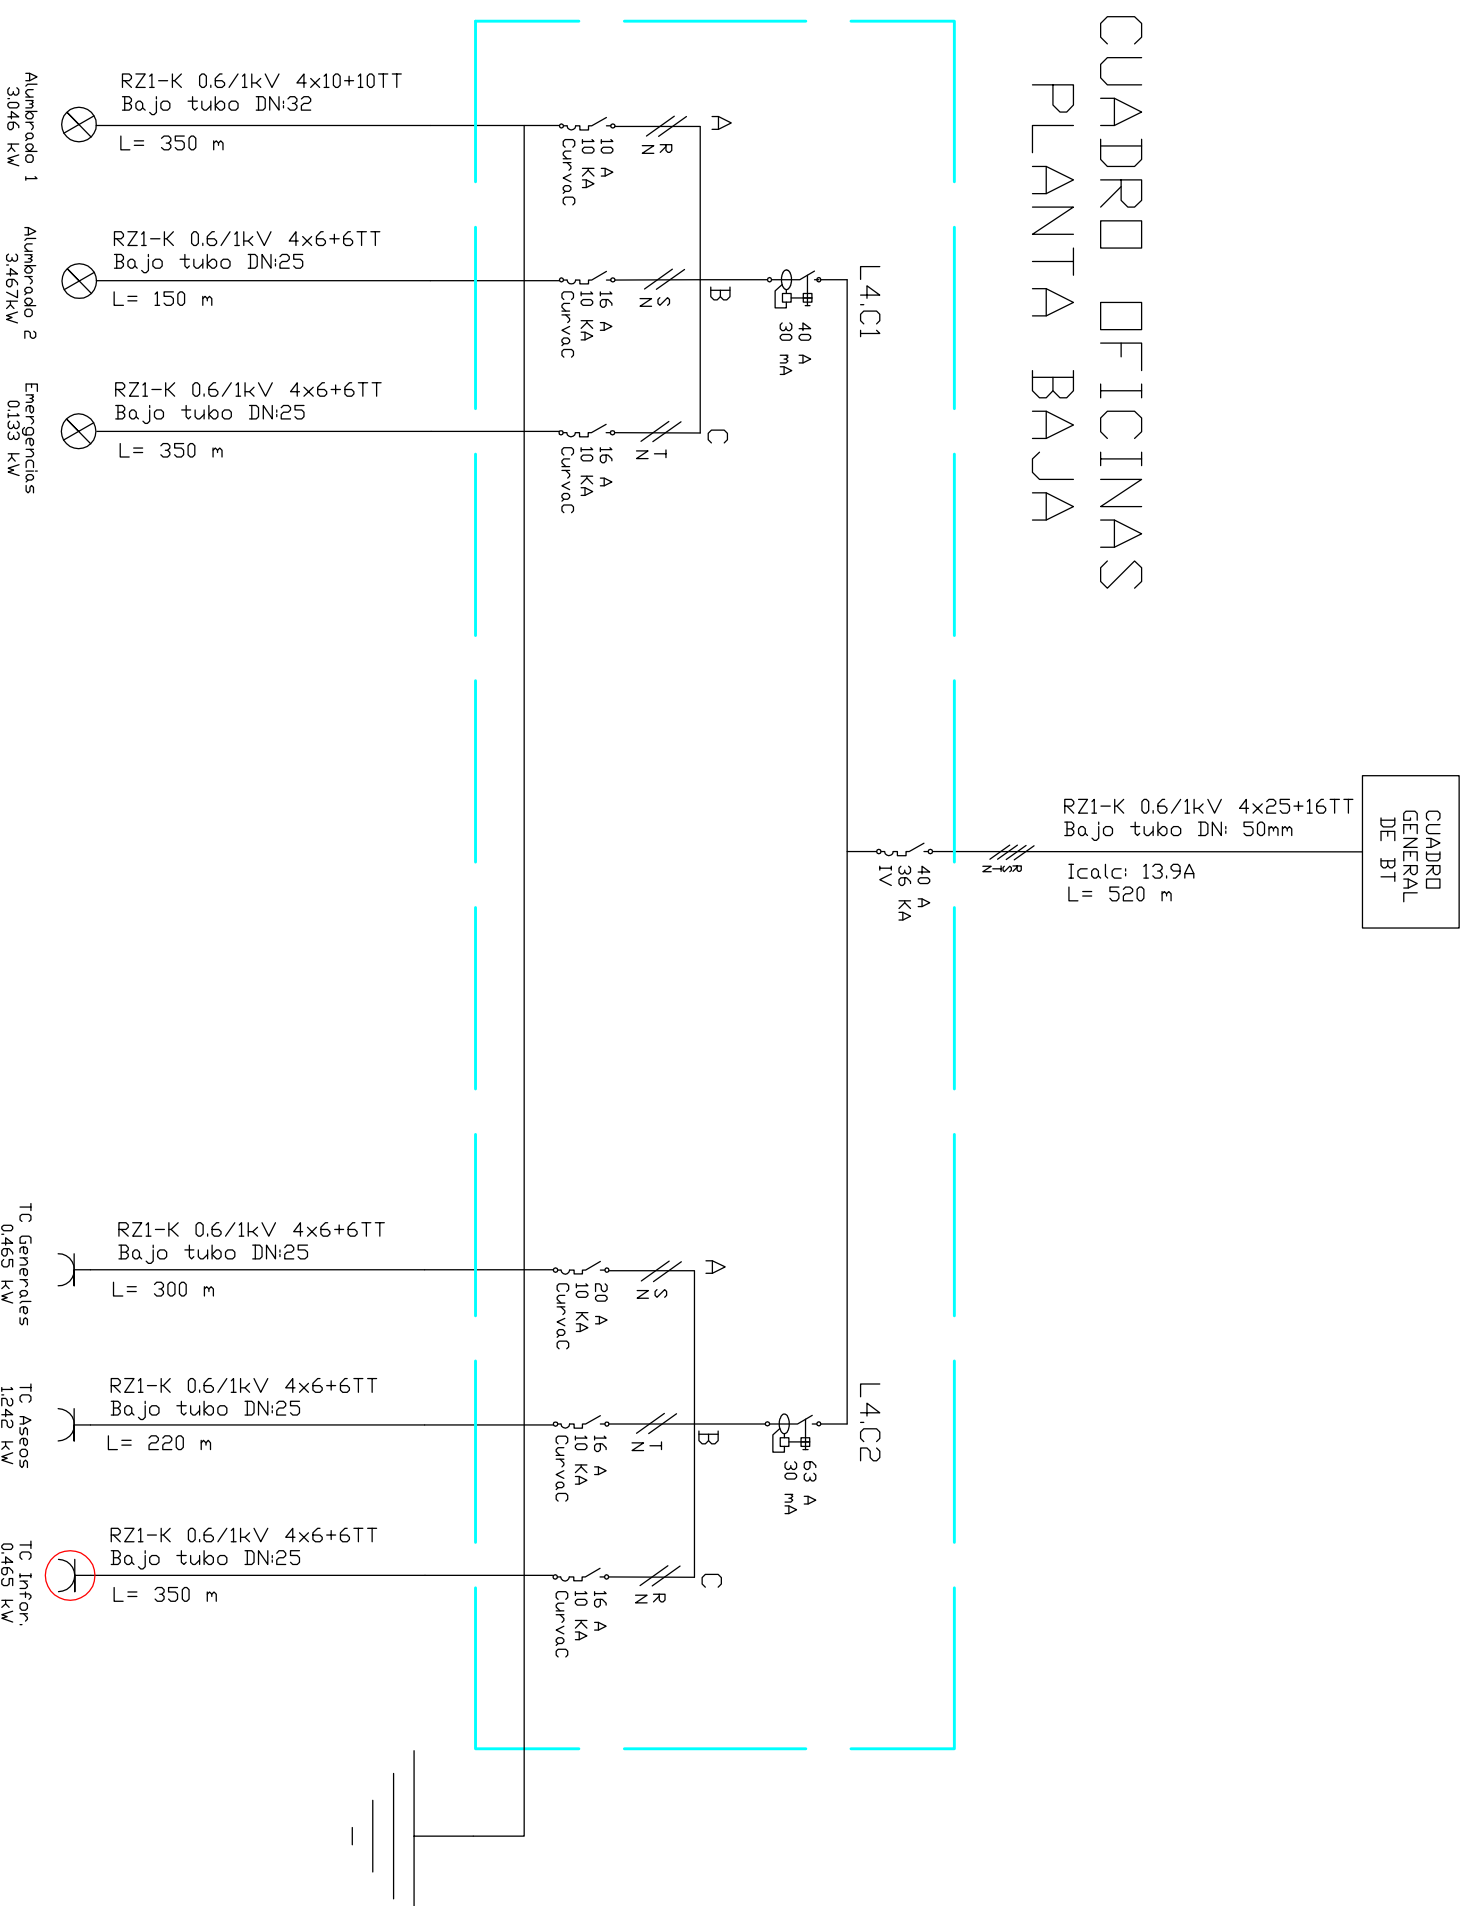 CUADRO OFICINAS
PLANTA BAJA
CUADRO
GENERAL
DE BT
RZ1-K 0.6/1kV 4x25+16TT
Bajo tubo DN: 50mm
Icalc: 13.9A
L= 520 m
RSTN
40 A
36 KA
IV
L4.C1
40 A
30 mA
A
R
N
10 A
10 KA
CurvaC
RZ1-K 0.6/1kV 4x10+10TT
Bajo tubo DN:32
L= 350 m
Alumbrado 1
3.046 kW
B
S
N
16 A
10 KA
CurvaC
RZ1-K 0.6/1kV 4x6+6TT
Bajo tubo DN:25
L= 150 m
Alumbrado 2
3.467kW
C
T
N
16 A
10 KA
CurvaC
RZ1-K 0.6/1kV 4x6+6TT
Bajo tubo DN:25
L= 350 m
Emergencias
0.133 kW
L4.C2
63 A
30 mA
A
S
N
20 A
10 KA
CurvaC
RZ1-K 0.6/1kV 4x6+6TT
Bajo tubo DN:25
L= 300 m
TC Generales
0.465 kW
B
T
N
16 A
10 KA
CurvaC
RZ1-K 0.6/1kV 4x6+6TT
Bajo tubo DN:25
L= 220 m
TC Aseos
1.242 kW
C
R
N
16 A
10 KA
CurvaC
RZ1-K 0.6/1kV 4x6+6TT
Bajo tubo DN:25
L= 350 m
TC Infor.
0.465 kW